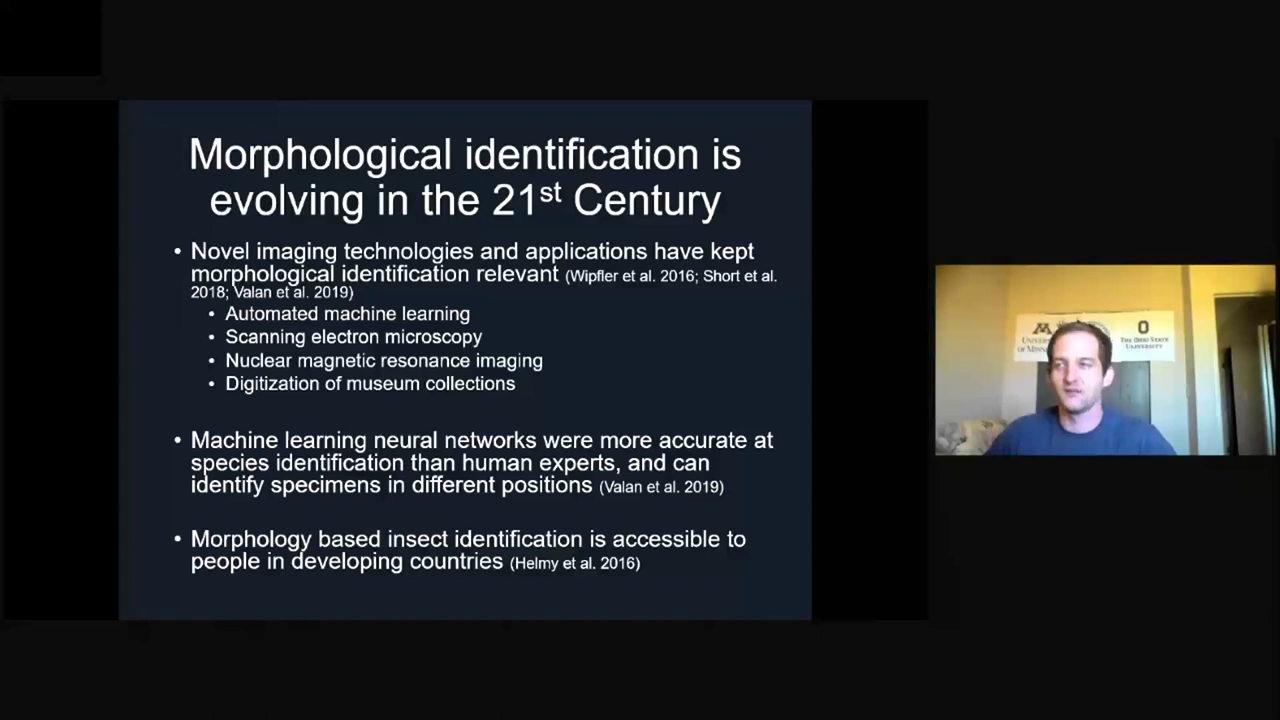 Morphological identification is
evolving in the 21st Century
• Novel imaging technologies and applications have kept
morphological identification relevant (Wipfler et al. 2016; Short et al.
2018; Valan et al. 2019)
• Automated machine learning
• Scanning electron microscopy
• Nuclear magnetic resonance imaging
• Digitization of museum collections
• Machine learning neural networks were more accurate at
species identification than human experts, and can
identify specimens in different positions (Valan et al. 2019)
• Morphology based insect identification is accessible to
people in developing countries (Helmy et al. 2016)
M
O
THE OHIO STATE
UNIVERSITY